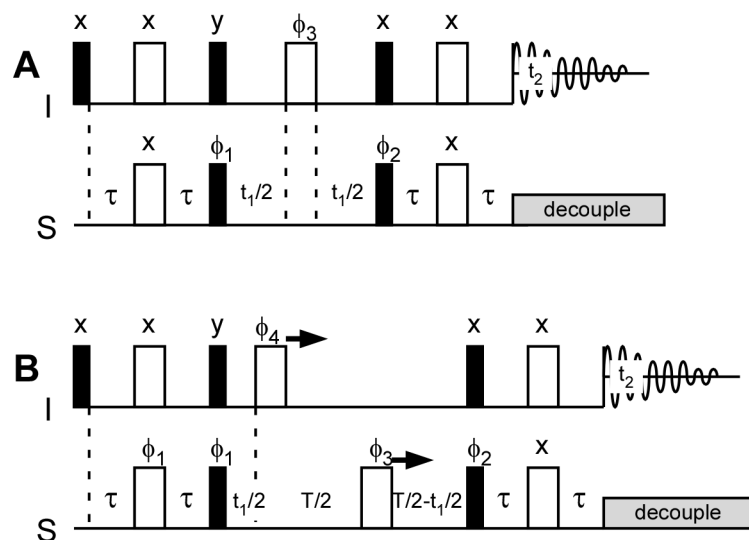 x x y ϕ3 x x
A
t2
I
x ϕ1 ϕ2 x
τ τ t1/2 t1/2 τ τ
decouple
S
x x y ϕ4 x x
B
t2
I
ϕ1 ϕ1 ϕ3 ϕ2 x
τ τ t1/2 T/2 T/2-t1/2 τ τ
decouple
S